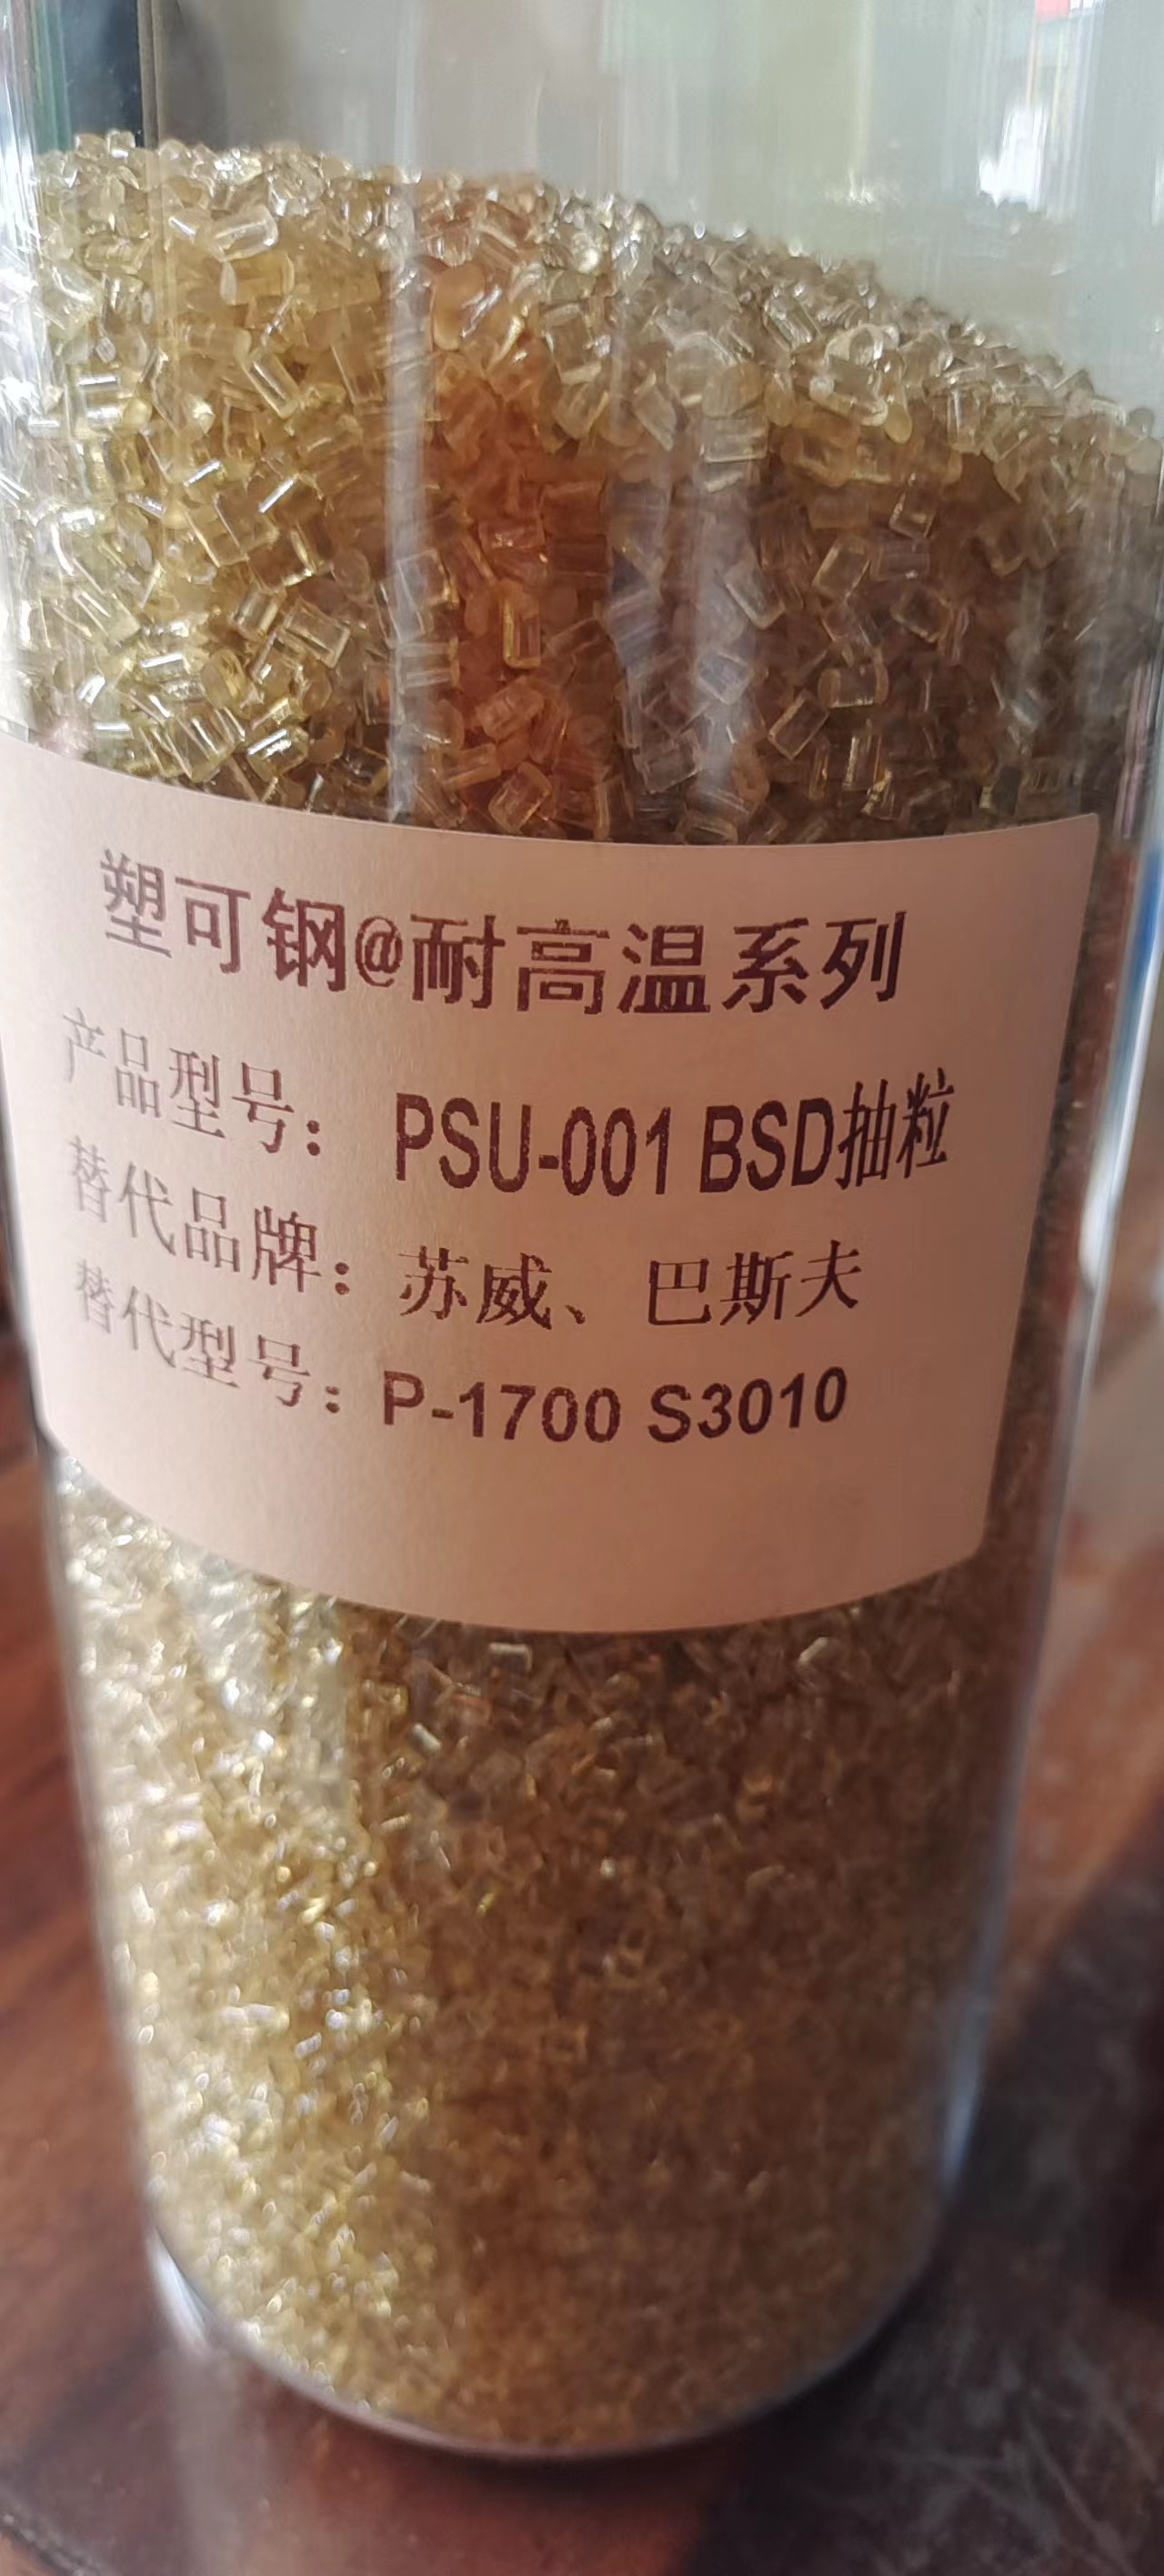 塑可钢@耐高温系列
产品型号： PSU-001 BSD抽粒
替代品牌：苏威、巴斯夫
替代型号：P-1700 S3010